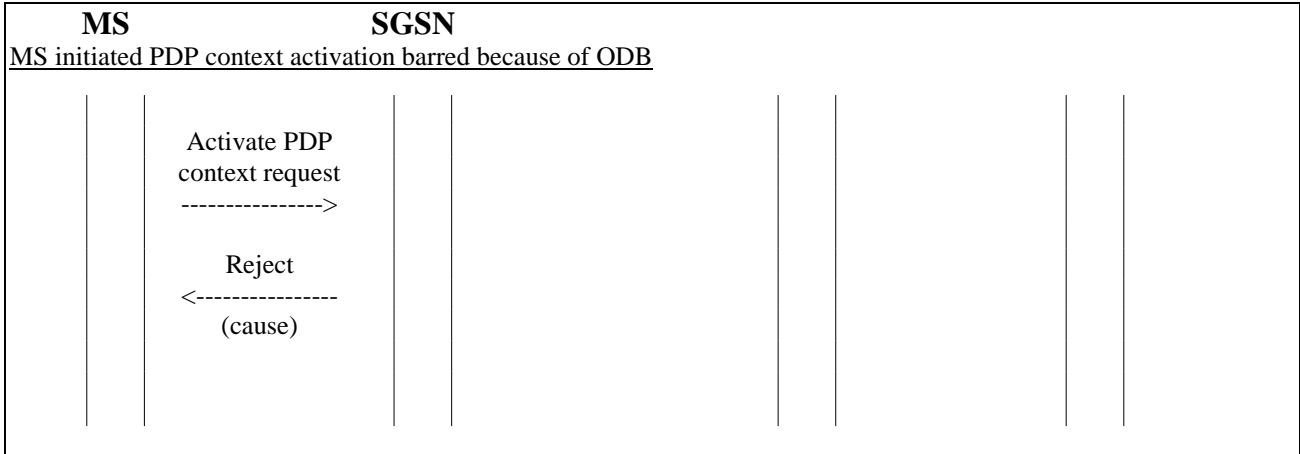 MS SGSN
MS initiated PDP context activation barred because of ODB
Activate PDP
context request
---------------->
Reject
<----------------
(cause)